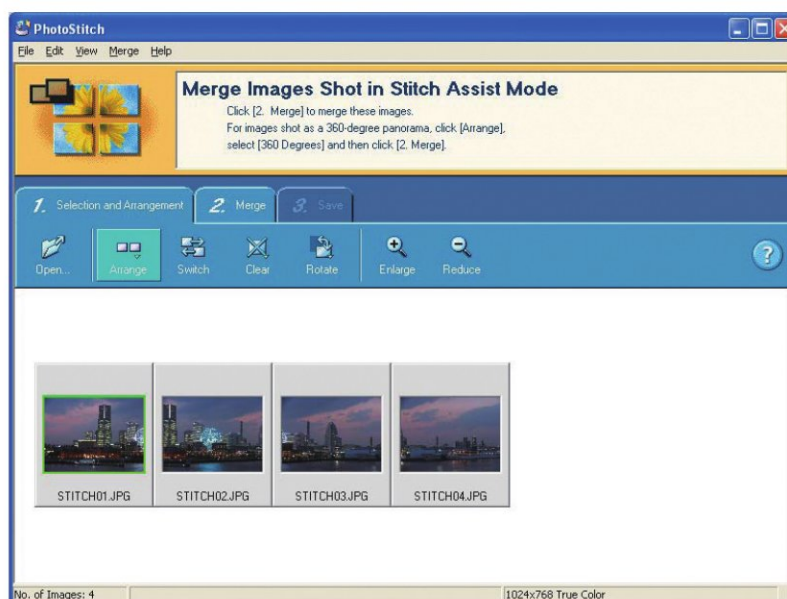 PhotoStitch
File Edit View Merge Help
Merge Images Shot in Stitch Assist Mode
Click [2. Merge] to merge these images.
For images shot as a 360-degree panorama, click [Arrange],
select [360 Degrees] and then click [2. Merge].
1. Selection and Arrangement 2. Merge 3. Save
Open... Arrange Switch Clear Rotate Enlarge Reduce ?
STITCH01.JPG STITCH02.JPG STITCH03.JPG STITCH04.JPG
No. of Images: 4 1024x768 True Color